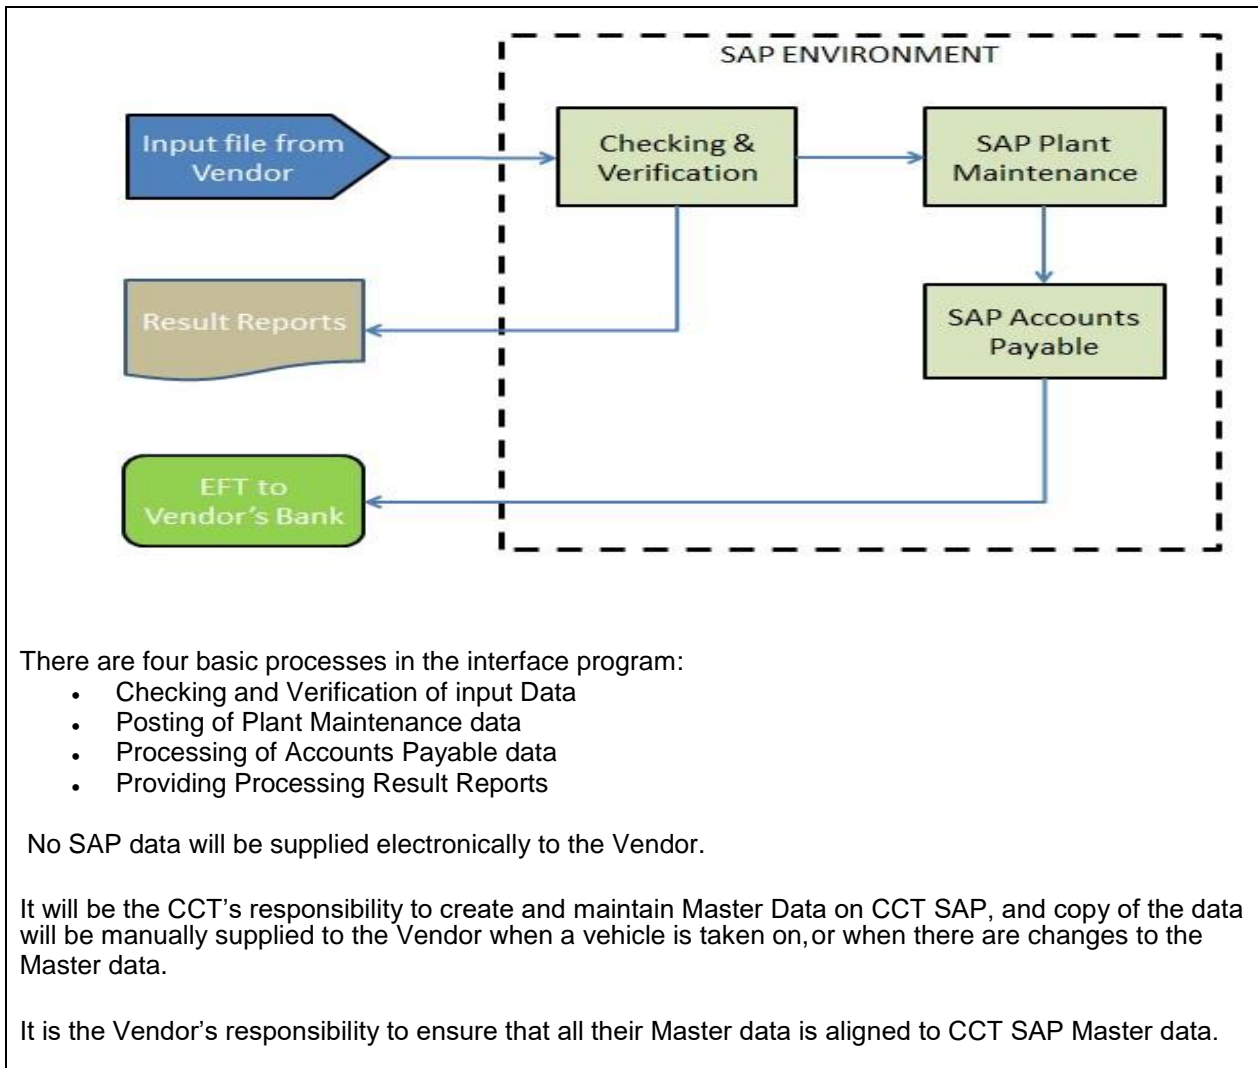 SAP ENVIRONMENT
Input file from
Vendor
Checking &
Verification
SAP Plant
Maintenance
Result Reports
SAP Accounts
Payable
EFT to
Vendor’s Bank
There are four basic processes in the interface program:
• Checking and Verification of input Data
• Posting of Plant Maintenance data
• Processing of Accounts Payable data
• Providing Processing Result Reports
No SAP data will be supplied electronically to the Vendor.
It will be the CCT’s responsibility to create and maintain Master Data on CCT SAP, and copy of the data
will be manually supplied to the Vendor when a vehicle is taken on, or when there are changes to the
Master data.
It is the Vendor’s responsibility to ensure that all their Master data is aligned to CCT SAP Master data.